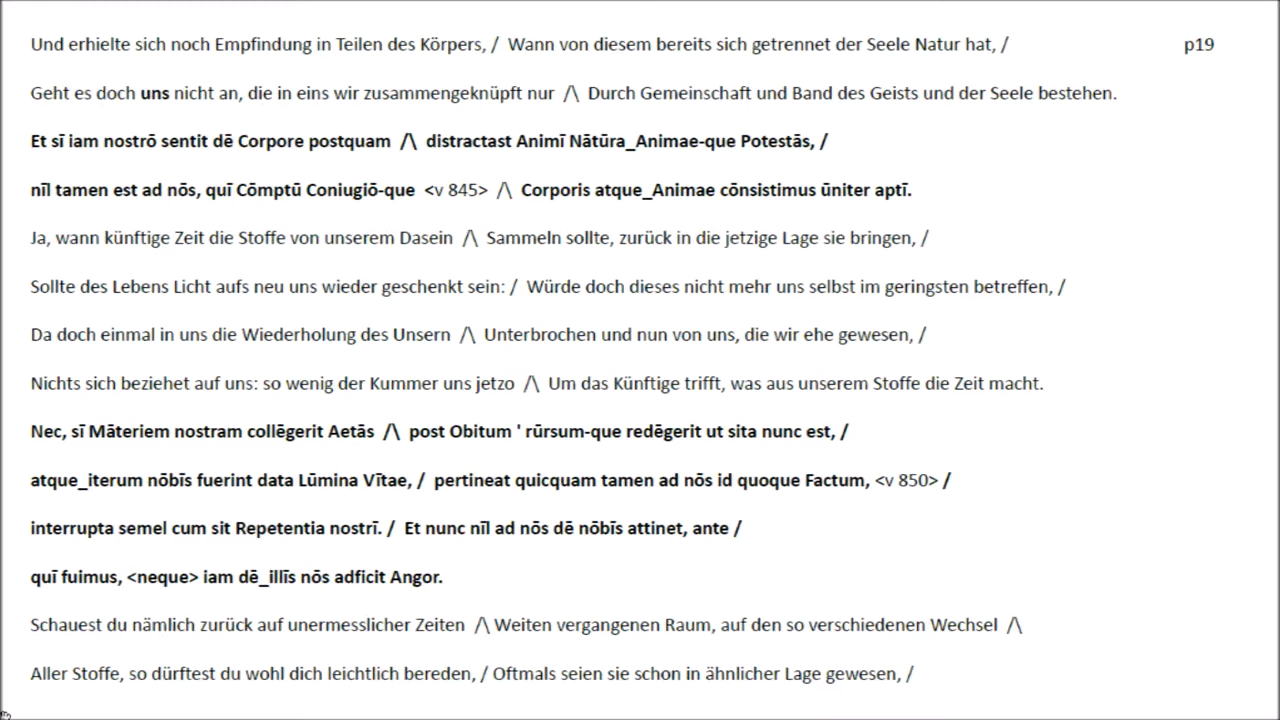 Und erhielte sich noch Empfindung in Teilen des Körpers, / Wann von diesem bereits sich getrennet der Seele Natur hat, / p19
Geht es doch uns nicht an, die in eins wir zusammengeknüpft nur /\ Durch Gemeinschaft und Band des Geists und der Seele bestehen.
Et sī iam nostrō sentit dē Corpore postquam /\ distractast Animī Nātūra_Animae-que Potestās, /
nīl tamen est ad nōs, quī Cōmptū Coniugiō-que <v 845> /\ Corporis atque_Animae cōnsistimus ūniter aptī.
Ja, wann künftige Zeit die Stoffe von unserem Dasein /\ Sammeln sollte, zurück in die jetzige Lage sie bringen, /
Sollte des Lebens Licht aufs neu uns wieder geschenkt sein: / Würde doch dieses nicht mehr uns selbst im geringsten betreffen, /
Da doch einmal in uns die Wiederholung des Unsern /\ Unterbrochen und nun von uns, die wir ehe gewesen, /
Nichts sich beziehet auf uns: so wenig der Kummer uns jetzo /\ Um das Künftige trifft, was aus unserem Stoffe die Zeit macht.
Nec, sī Māteriem nostram collēgerit Aetās /\ post Obitum ' rūrsum-que redēgerit ut sita nunc est, /
atque_iterum nōbīs fuerint data Lūmina Vītae, / pertineat quicquam tamen ad nōs id quoque Factum, <v 850> /
interrupta semel cum sit Repetentia nostrī. / Et nunc nīl ad nōs dē nōbīs attinet, ante /
quī fuimus, <neque> iam dē_illīs nōs adficit Angor.
Schauest du nämlich zurück auf unermesslicher Zeiten /\ Weiten vergangenen Raum, auf den so verschiedenen Wechsel /\
Aller Stoffe, so dürftest du wohl dich leichtlich bereden, / Oftmals seien sie schon in ähnlicher Lage gewesen, /